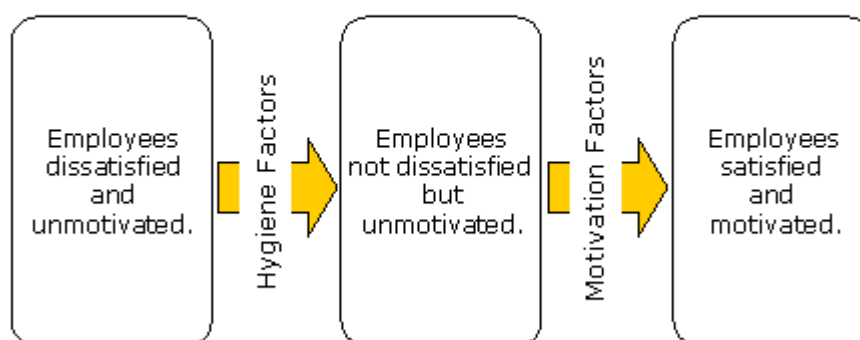 Employees
dissatisfied
and
unmotivated.
Hygiene Factors
Employees
not dissatisfied
but
unmotivated.
Motivation Factors
Employees
satisfied
and
motivated.